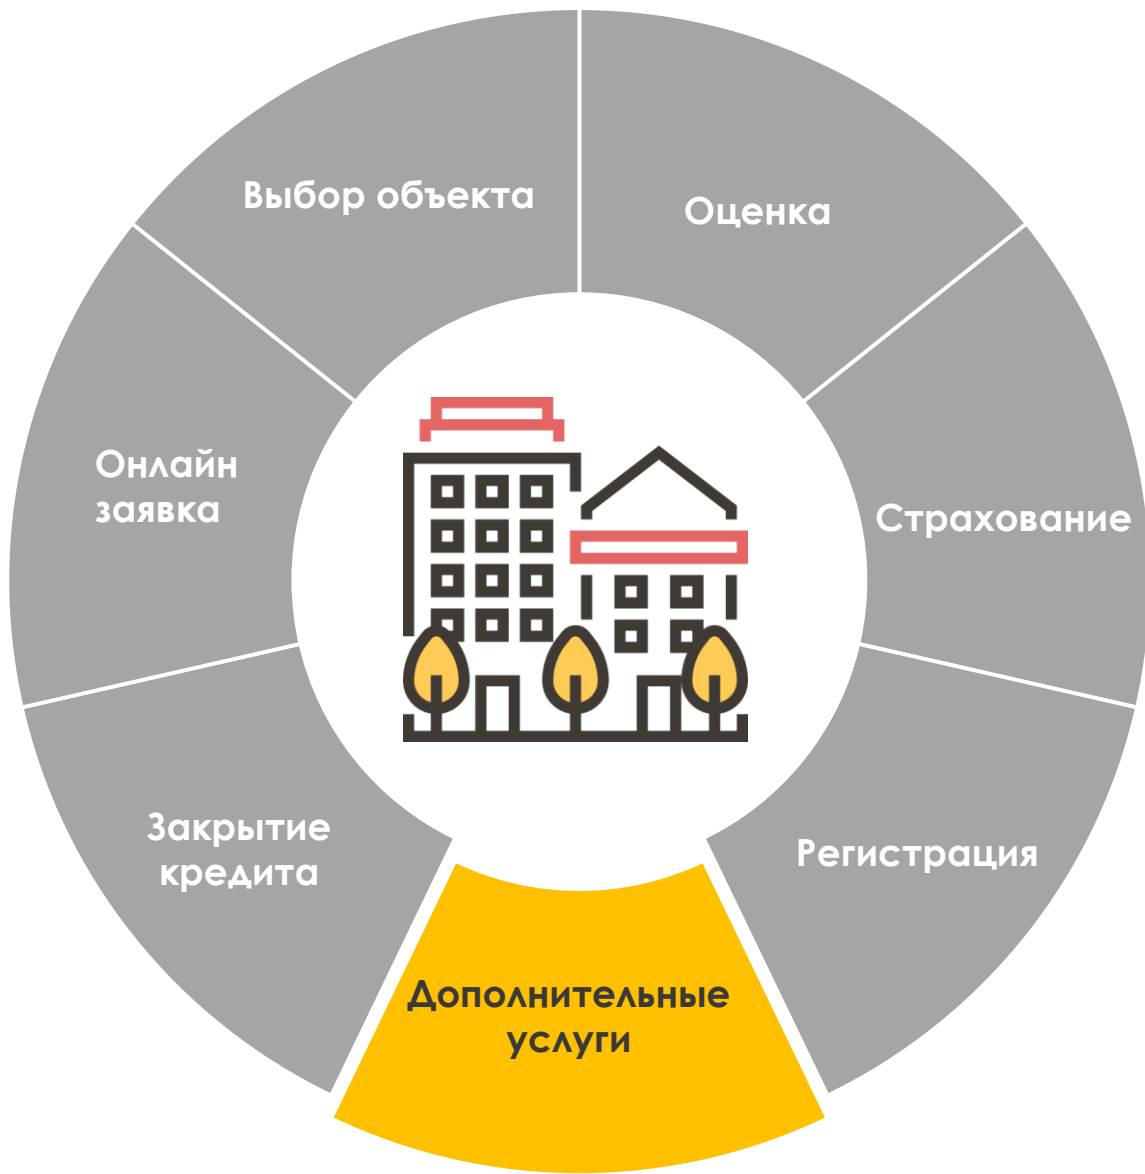 Выбор объекта
Оценка
Онлайн
заявка
Страхование
Закрытие
кредита
Регистрация
Дополнительные
услуги